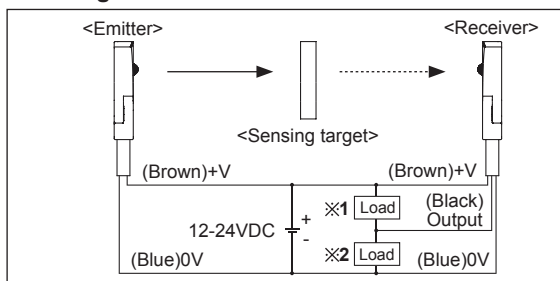 <Emitter>
<Receiver>
<Sensing target>
(Brown)+V
(Brown)+V
※1 Load
(Black)
Output
12-24VDC
+
-
※2 Load
(Blue)0V
(Blue)0V